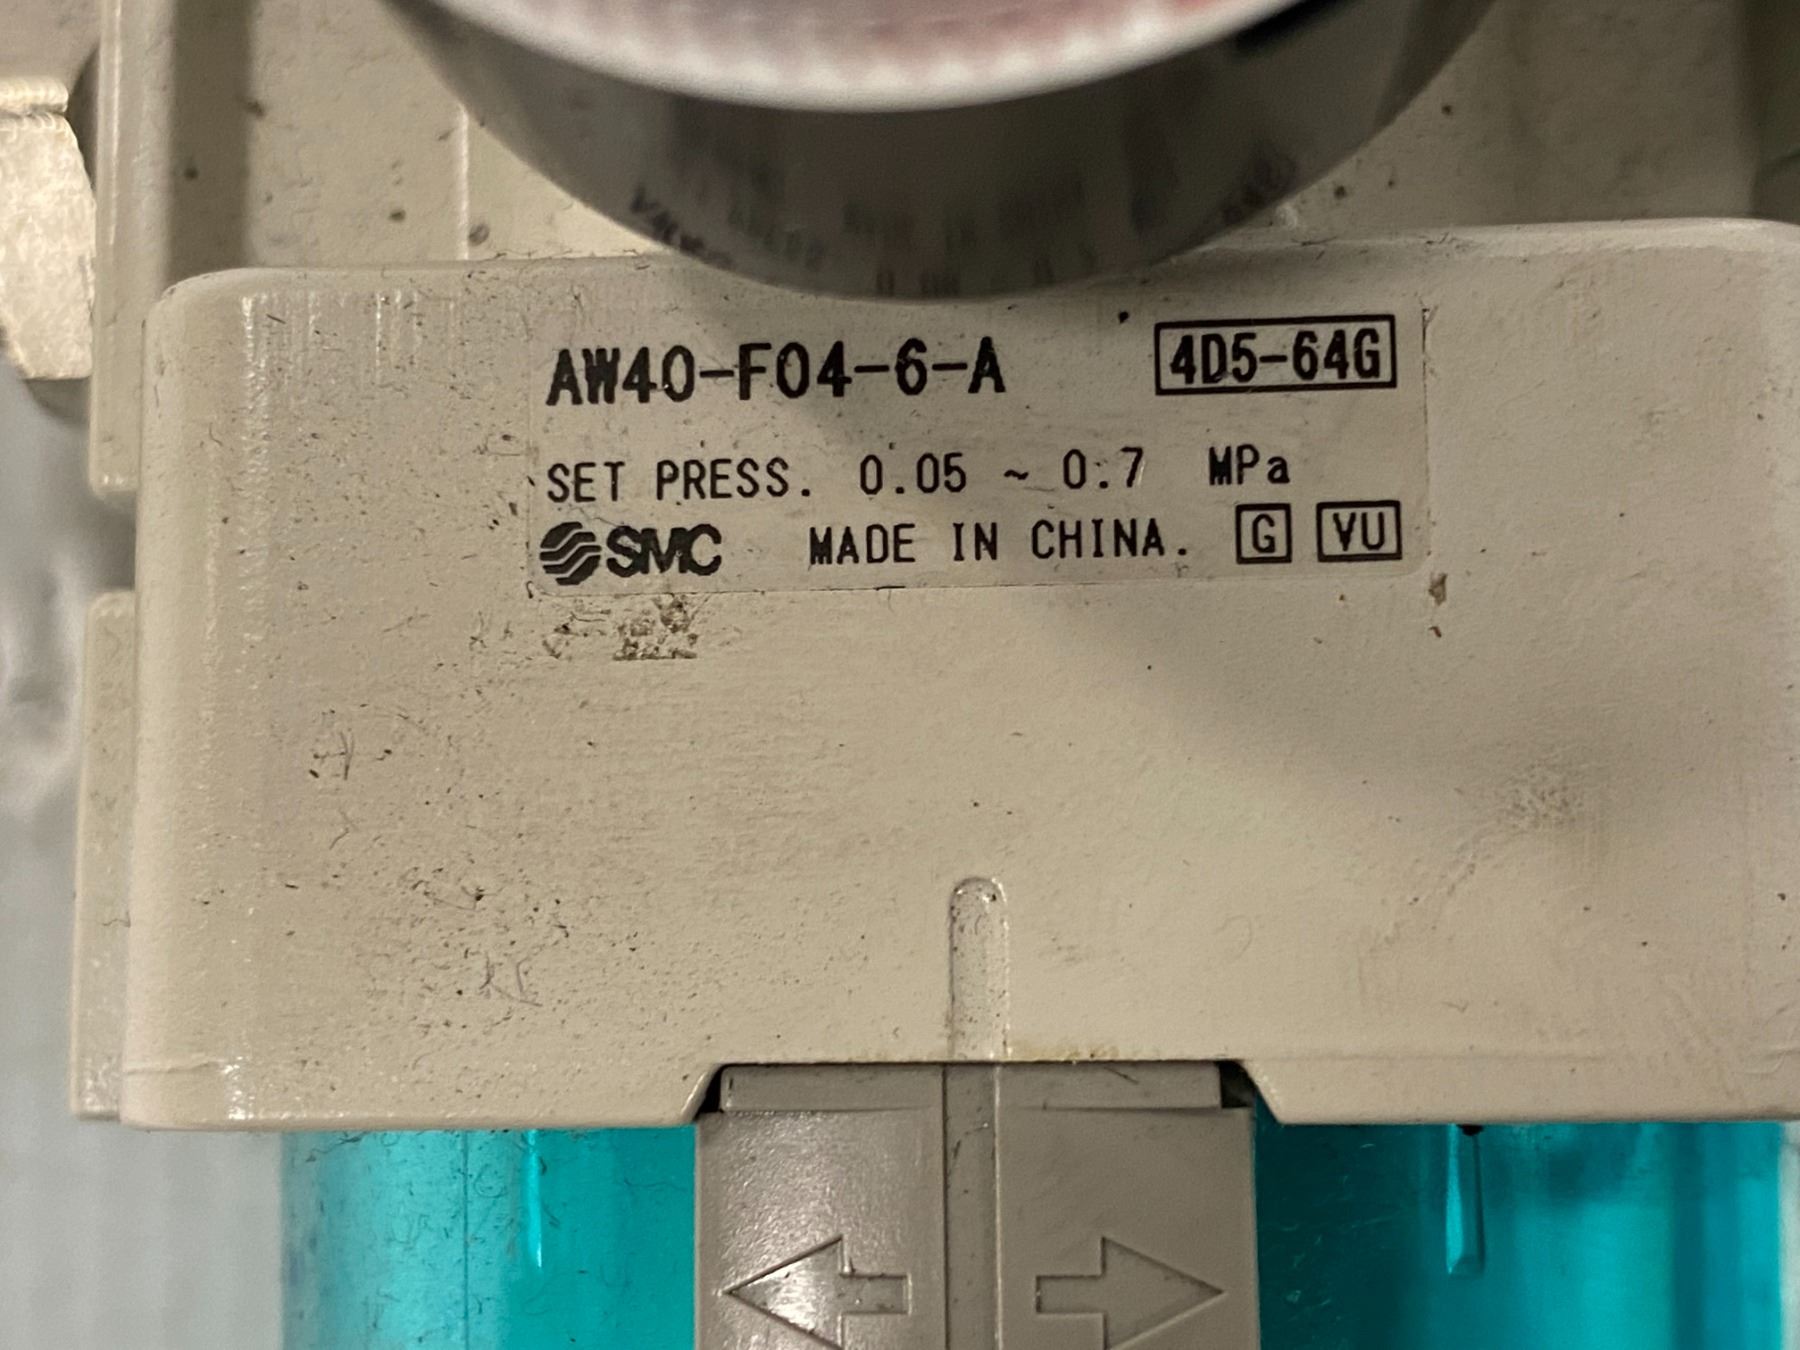 AW40-F04-6-A 4D5-64G
SET PRESS. 0.05 ~ 0.7 MPa
SMC MADE IN CHINA. G VU